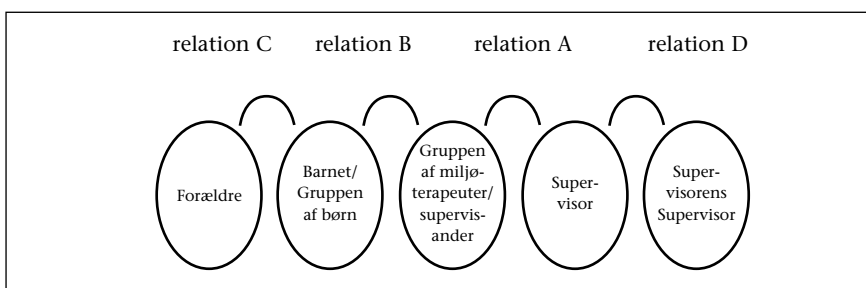 relation C relation B relation A relation D
Forældre
Barnet/
Gruppen
af børn
Gruppen
af miljø-
terapeuter/
supervis-
ander
Super-
visor
Super-
visorens
Supervisor